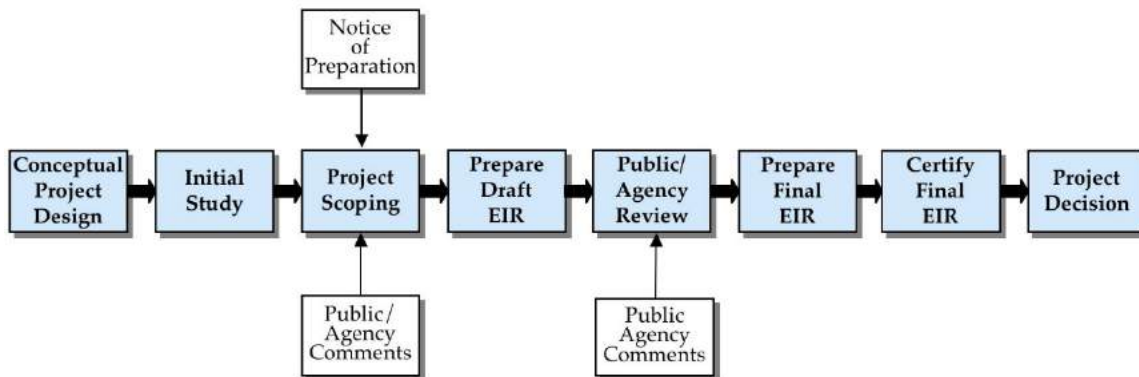 Notice
of
Preparation
Conceptual
Project
Design
Initial
Study
Project
Scoping
Prepare
Draft
EIR
Public/
Agency
Review
Prepare
Final
EIR
Certify
Final
EIR
Project
Decision
Public/
Agency
Comments
Public
Agency
Comments